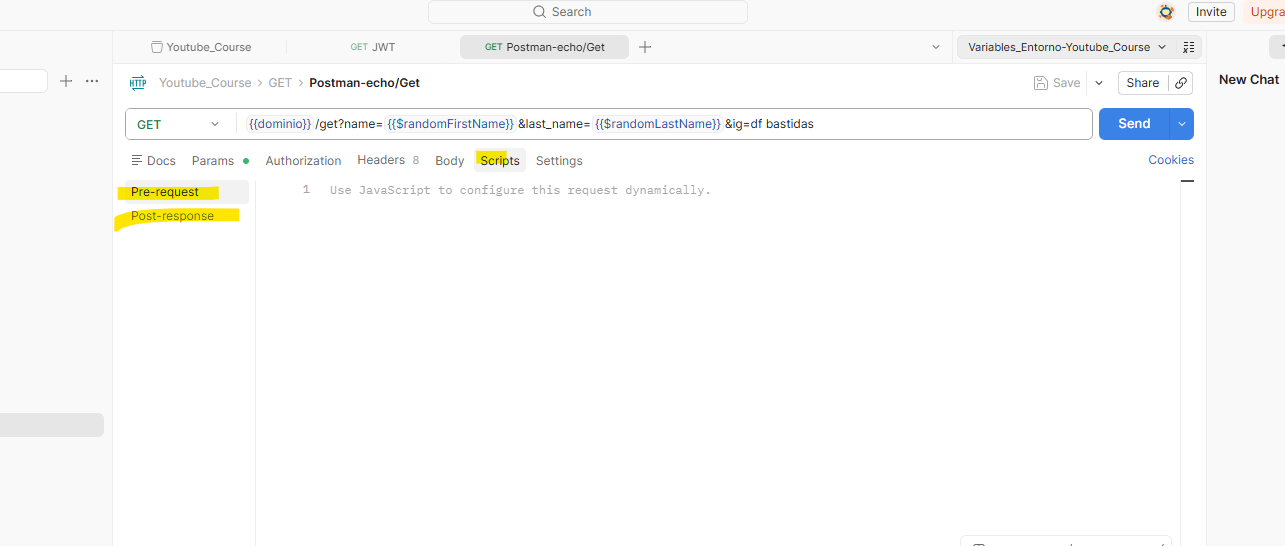 Search
Invite
Upgra
Youtube_Course
GET JWT
GET Postman-echo/Get
Variables_Entorno-Youtube_Course
HTTP
Youtube_Course > GET > Postman-echo/Get
Save
Share
New Chat
GET
{{dominio}} /get?name= {{$randomFirstName}} &last_name= {{$randomLastName}} &ig=df bastidas
Send
Docs
Params
Authorization
Headers 8
Body
Scripts
Settings
Cookies
Pre-request
Post-response
1
Use JavaScript to configure this request dynamically.